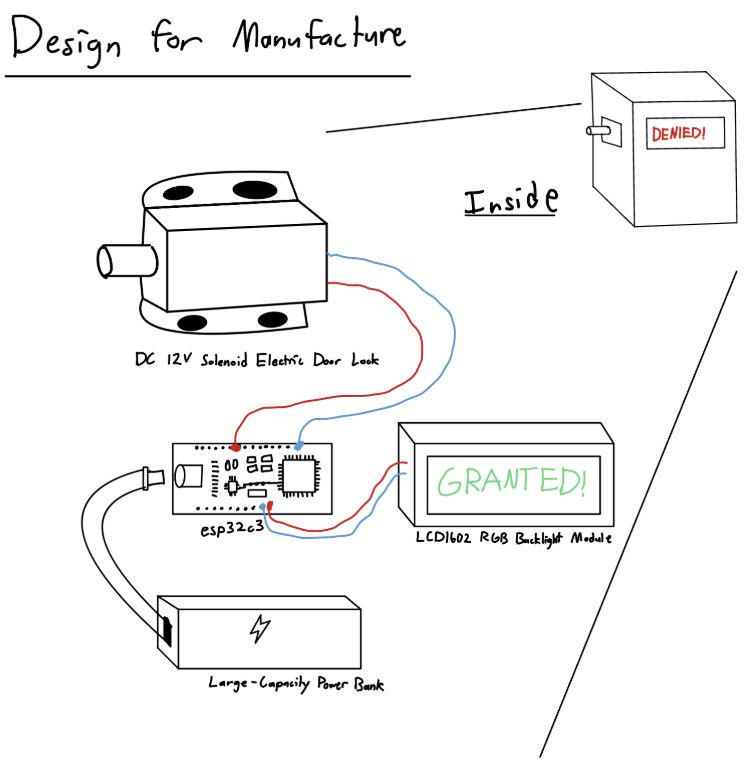 Design for Manufacture
DENIED!
Inside
DC 12V Solenoid Electric Door Lock
GRANTED!
esp32c3
LCD1602 RGB Backlight Module
Large-Capacity Power Bank